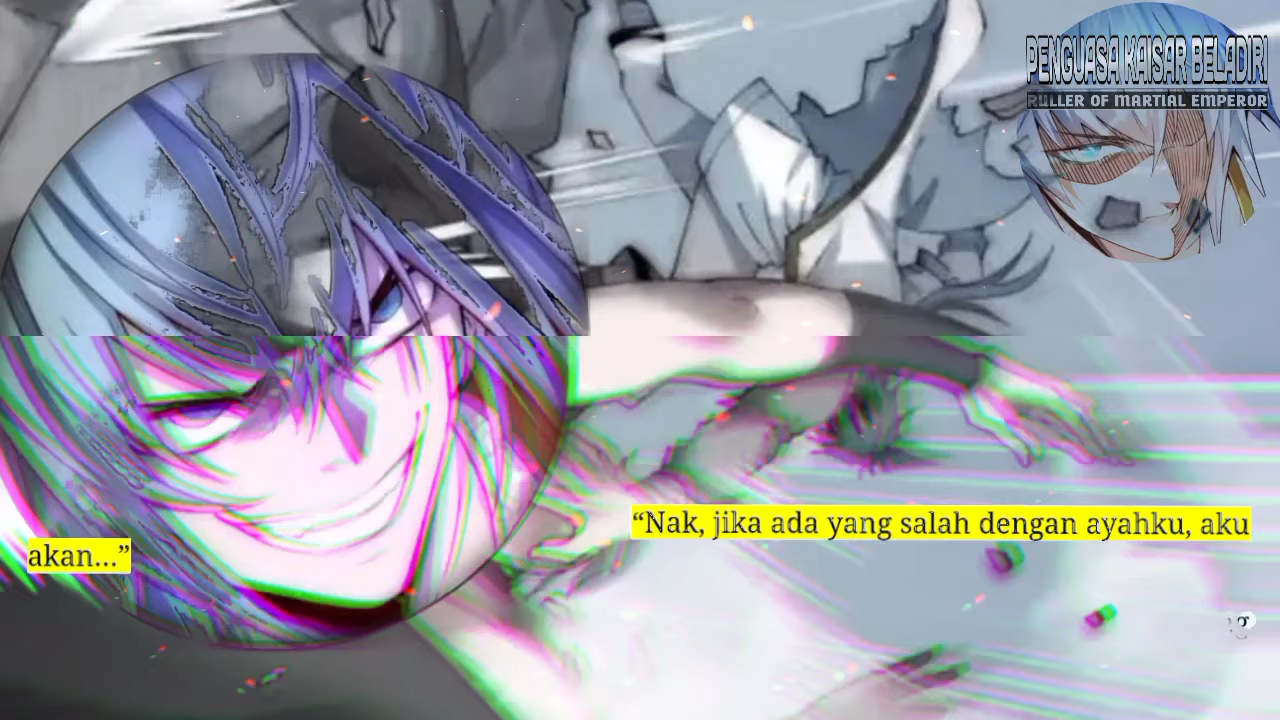 PENGUASA KAISAR BELADIRI
RULLER OF MARTIAL EMPEROR
“Nak, jika ada yang salah dengan ayahku, aku
akan...”
g